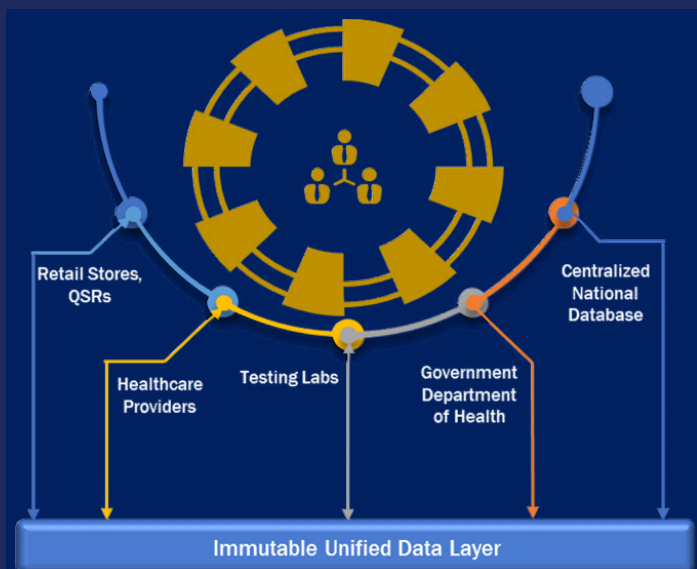 Retail Stores,
QSRs
Healthcare
Providers
Testing Labs
Government
Department
of Health
Centralized
National
Database
Immutable Unified Data Layer